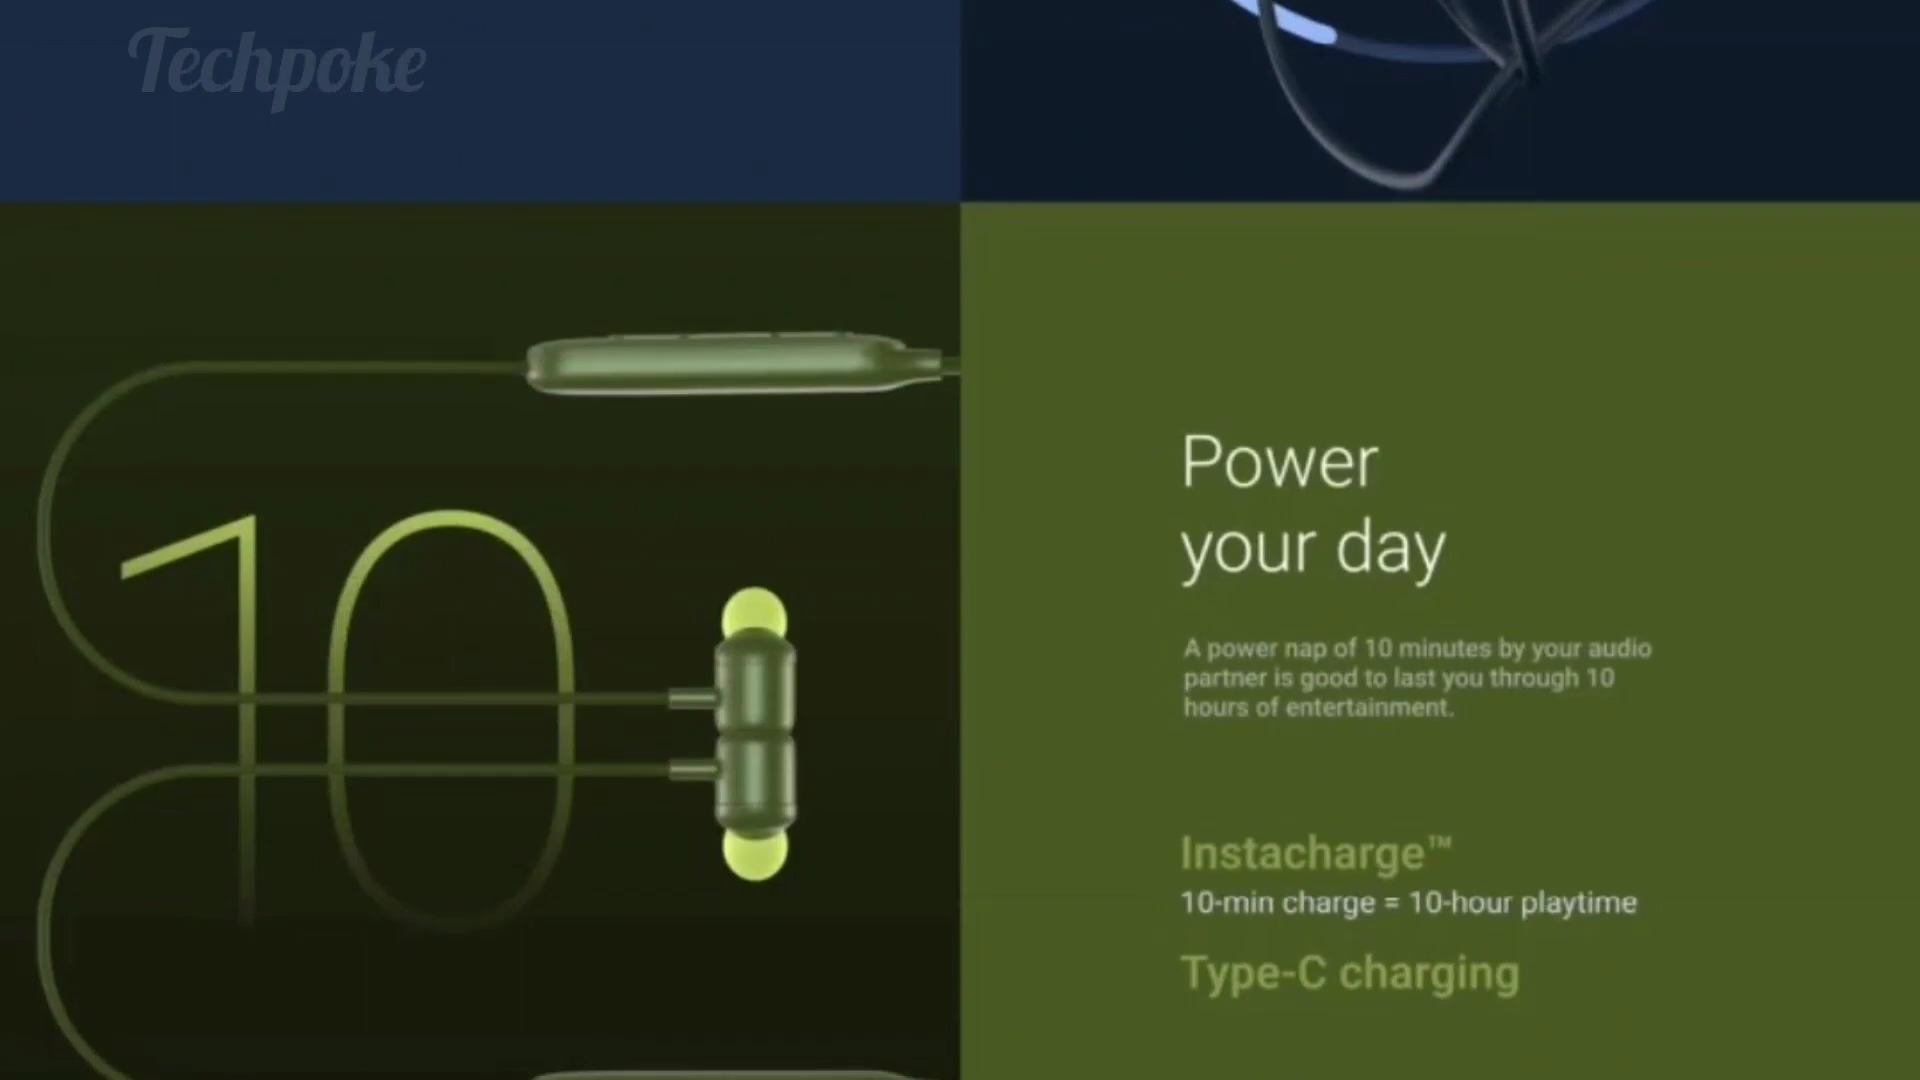 Techpoke
10
Power
your day
A power nap of 10 minutes by your audio
partner is good to last you through 10
hours of entertainment.
Instacharge™
10-min charge = 10-hour playtime
Type-C charging